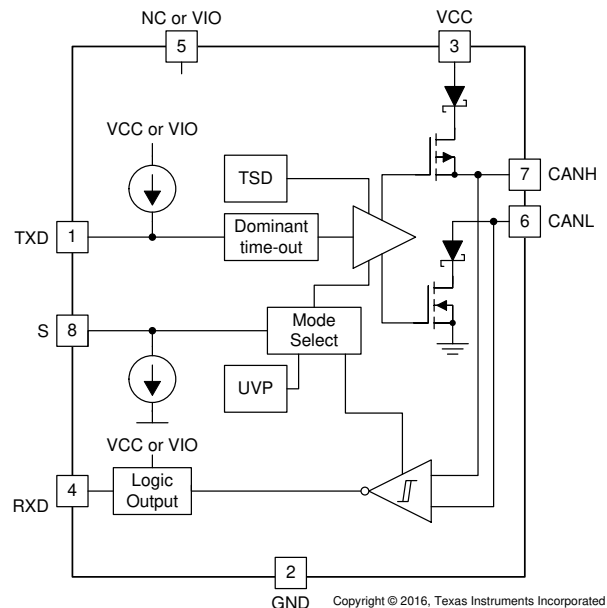 NC or VIO
5
VCC
3
VCC or VIO
TSD
7
CANH
6
CANL
TXD
1
Dominant
time-out
S
8
Mode
Select
UVP
VCC or VIO
RXD
4
Logic
Output
2
GND
Copyright © 2016, Texas Instruments Incorporated